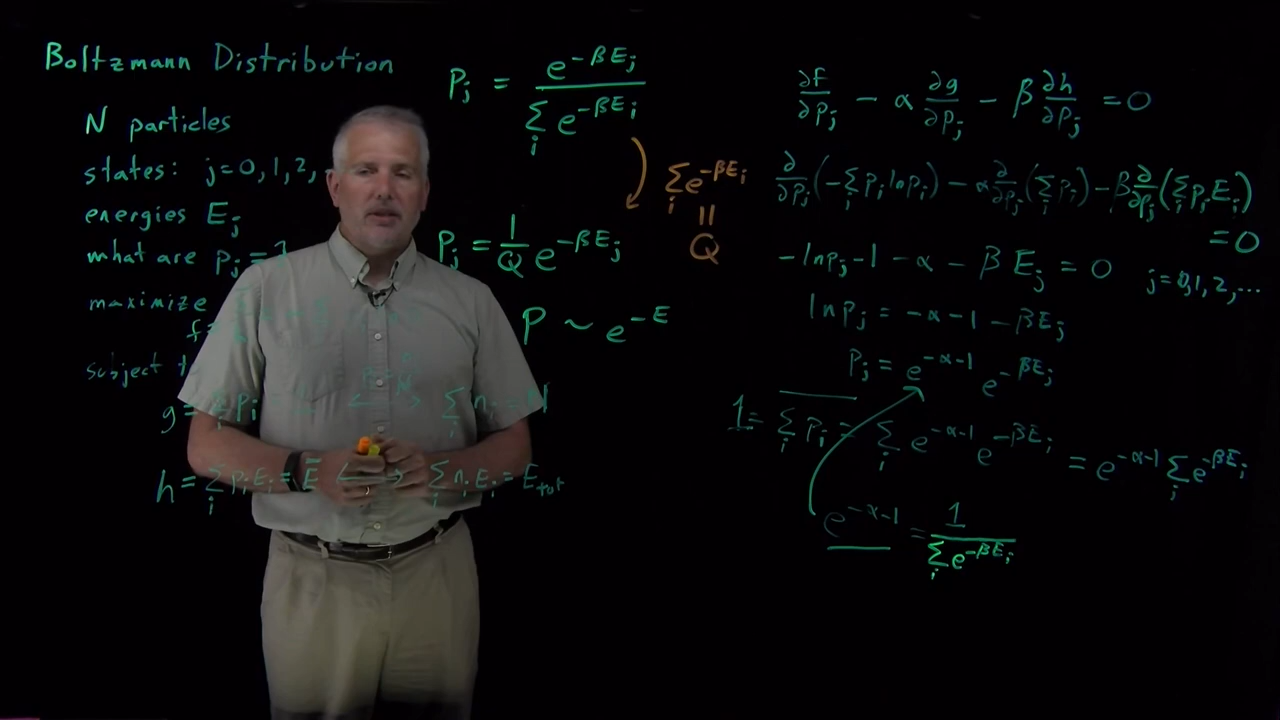 Boltzmann Distribution
N particles
states: j=0,1,2,
energies E_j
what are p_j = ?
maximize
f=
subject t
g = Σ_i p_i =
Σ_i n_i = N
h = Σ_i p_i E_i = Ē ⟷ Σ_i n_i E_i = E_tot
P_j = e^{-βE_j} / Σ_i e^{-βE_i}
Σ_i e^{-βE_i}
=
Q
P_j = 1/Q e^{-βE_j}
P ~ e^{-E}
∂f/∂p_j - α ∂g/∂p_j - β ∂h/∂p_j = 0
∂/∂p_j (-Σ_i p_i ln p_i) - α ∂/∂p_j (Σ_i p_i) - β ∂/∂p_j (Σ_i p_i E_i)
= 0
-ln p_j - 1 - α - β E_j = 0 j=0,1,2,...
ln p_j = -α - 1 - βE_j
P_j = e^{-α-1} e^{-βE_j}
1 = Σ_i P_i = Σ_i e^{-α-1} e^{-βE_i} = e^{-α-1} Σ_i e^{-βE_i}
e^{-α-1} = 1 / Σ_i e^{-βE_i}